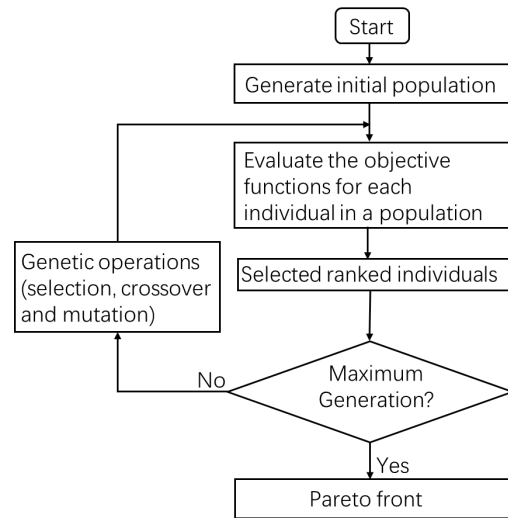 Start
Generate initial population
Evaluate the objective
functions for each
individual in a population
Genetic operations
(selection, crossover
and mutation)
Selected ranked individuals
Maximum
Generation?
No
Yes
Pareto front